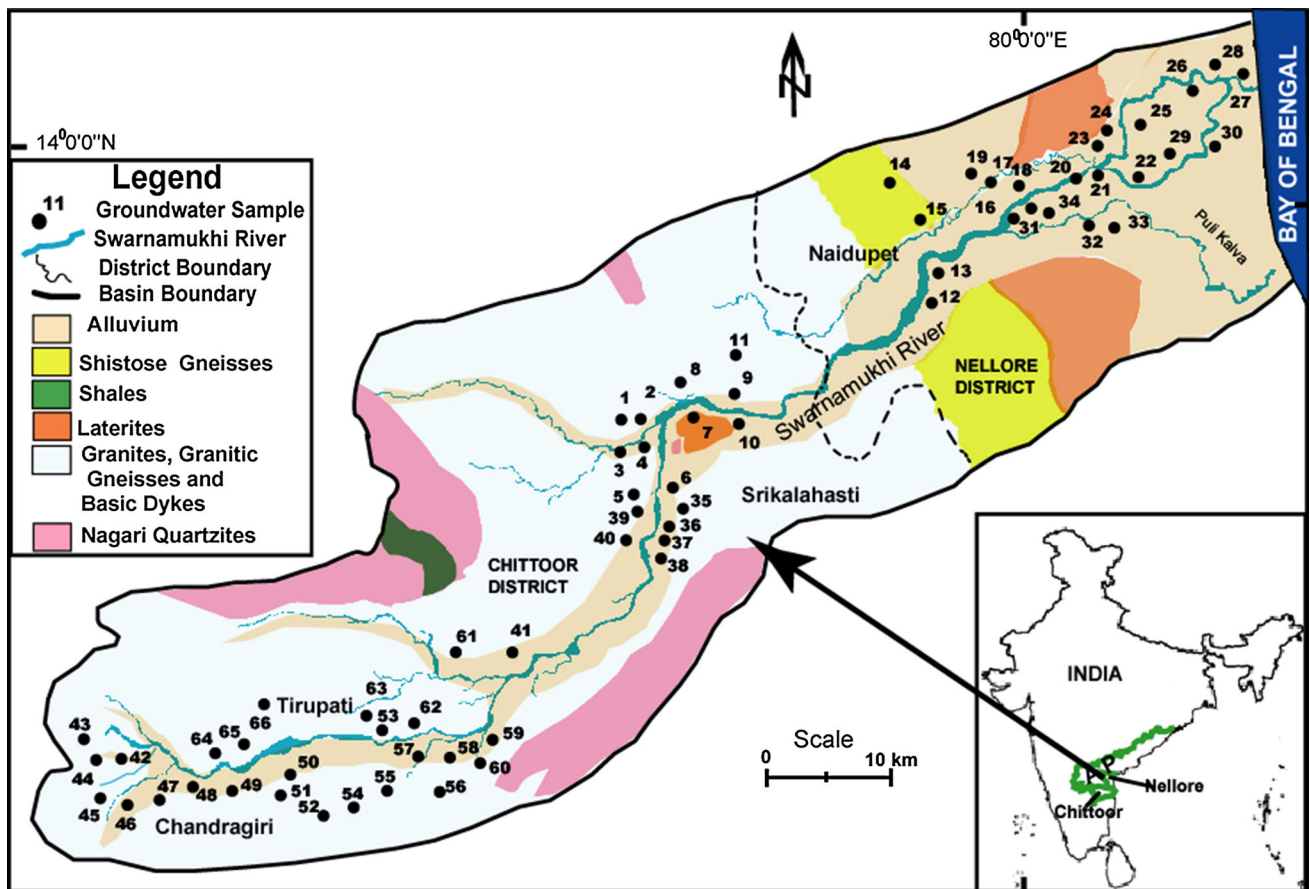 80⁰0'0"E
14⁰0'0"N
N
BAY OF BENGAL
Legend
11
Groundwater Sample
Swarnamukhi River
District Boundary
Basin Boundary
Alluvium
Shistose Gneisses
Shales
Laterites
Granites, Granitic
Gneisses and
Basic Dykes
Nagari Quartzites
28
26
27
25
24
23
29
30
22
21
20
19
17
18
16
14
15
34
31
32
33
Puli Kalva
Naidupet
13
12
Swarnamukhi River
NELLORE
DISTRICT
11
8
9
1
2
7
10
3
4
6
5
35
39
36
40
37
38
Srikalahasti
CHITTOOR
DISTRICT
61
41
Tirupati
63
62
53
66
65
64
43
42
44
45
46
47
48
49
50
51
52
54
55
56
57
58
59
60
Chandragiri
Scale
0
10 km
INDIA
A P
Nellore
Chittoor